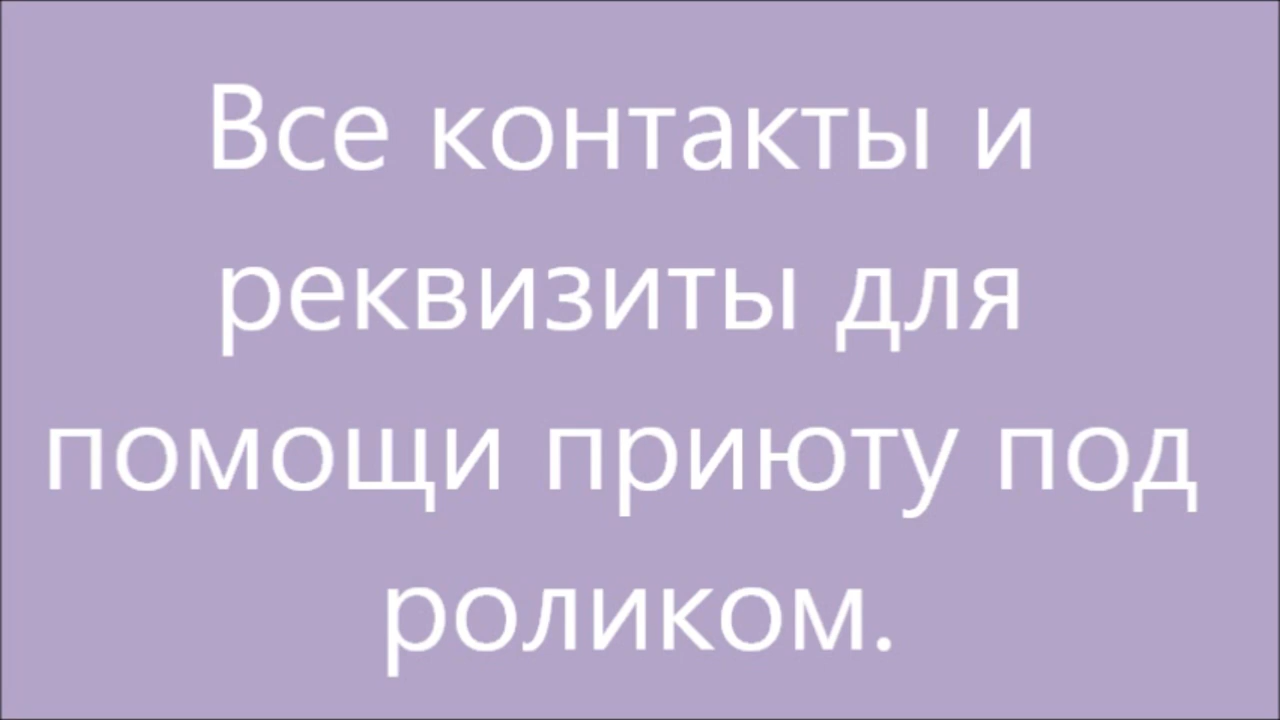 Все контакты и
реквизиты для
помощи приюту под
роликом.